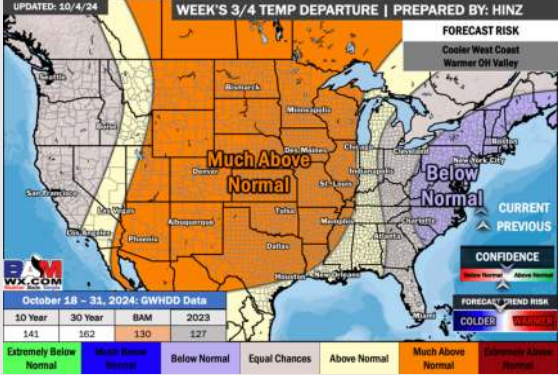 UPDATED: 10/4/24
WEEK'S 3/4 TEMP DEPARTURE | PREPARED BY: HINZ
FORECAST RISK
Cooler West Coast
Warmer OH Valley
Seattle
Boise
Bismarck
Minneapolis
Boston
Des Moines
Chicago
Cleveland
New York City
Much Above
Normal
Denver
Indianapolis
Below
Normal
San Francisco
St. Louis
Las Vegas
Los Angeles
Albuquerque
Tulsa
Memphis
Charlotte
Phoenix
Dallas
Atlanta
Houston
New Orleans
Miami
CURRENT
PREVIOUS
CONFIDENCE
Below Normal
Above Normal
FORECAST TREND RISK
COLDER
WARMER
BAM
WX.COM
October 18 – 31, 2024: GWHDD Data
10 Year 30 Year BAM 2023
141 162 130 127
Extremely Below
Normal
Much Below
Normal
Below
Normal
Equal Chances
Above Normal
Much Above
Normal
Extremely Above
Normal